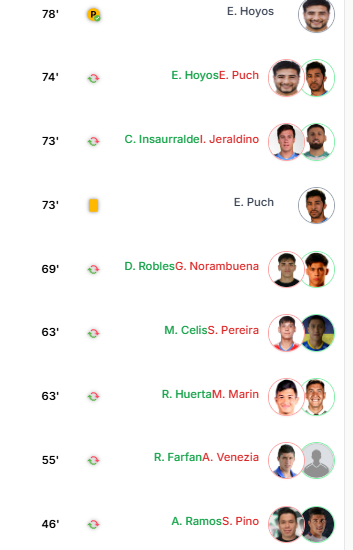 78' P E. Hoyos
74' E. HoyosE. Puch
73' C. InsaurraldeI. Jeraldino
73' E. Puch
69' D. RoblesG. Norambuena
63' M. CelisS. Pereira
63' R. HuertaM. Marin
55' R. FarfanA. Venezia
46' A. RamosS. Pino